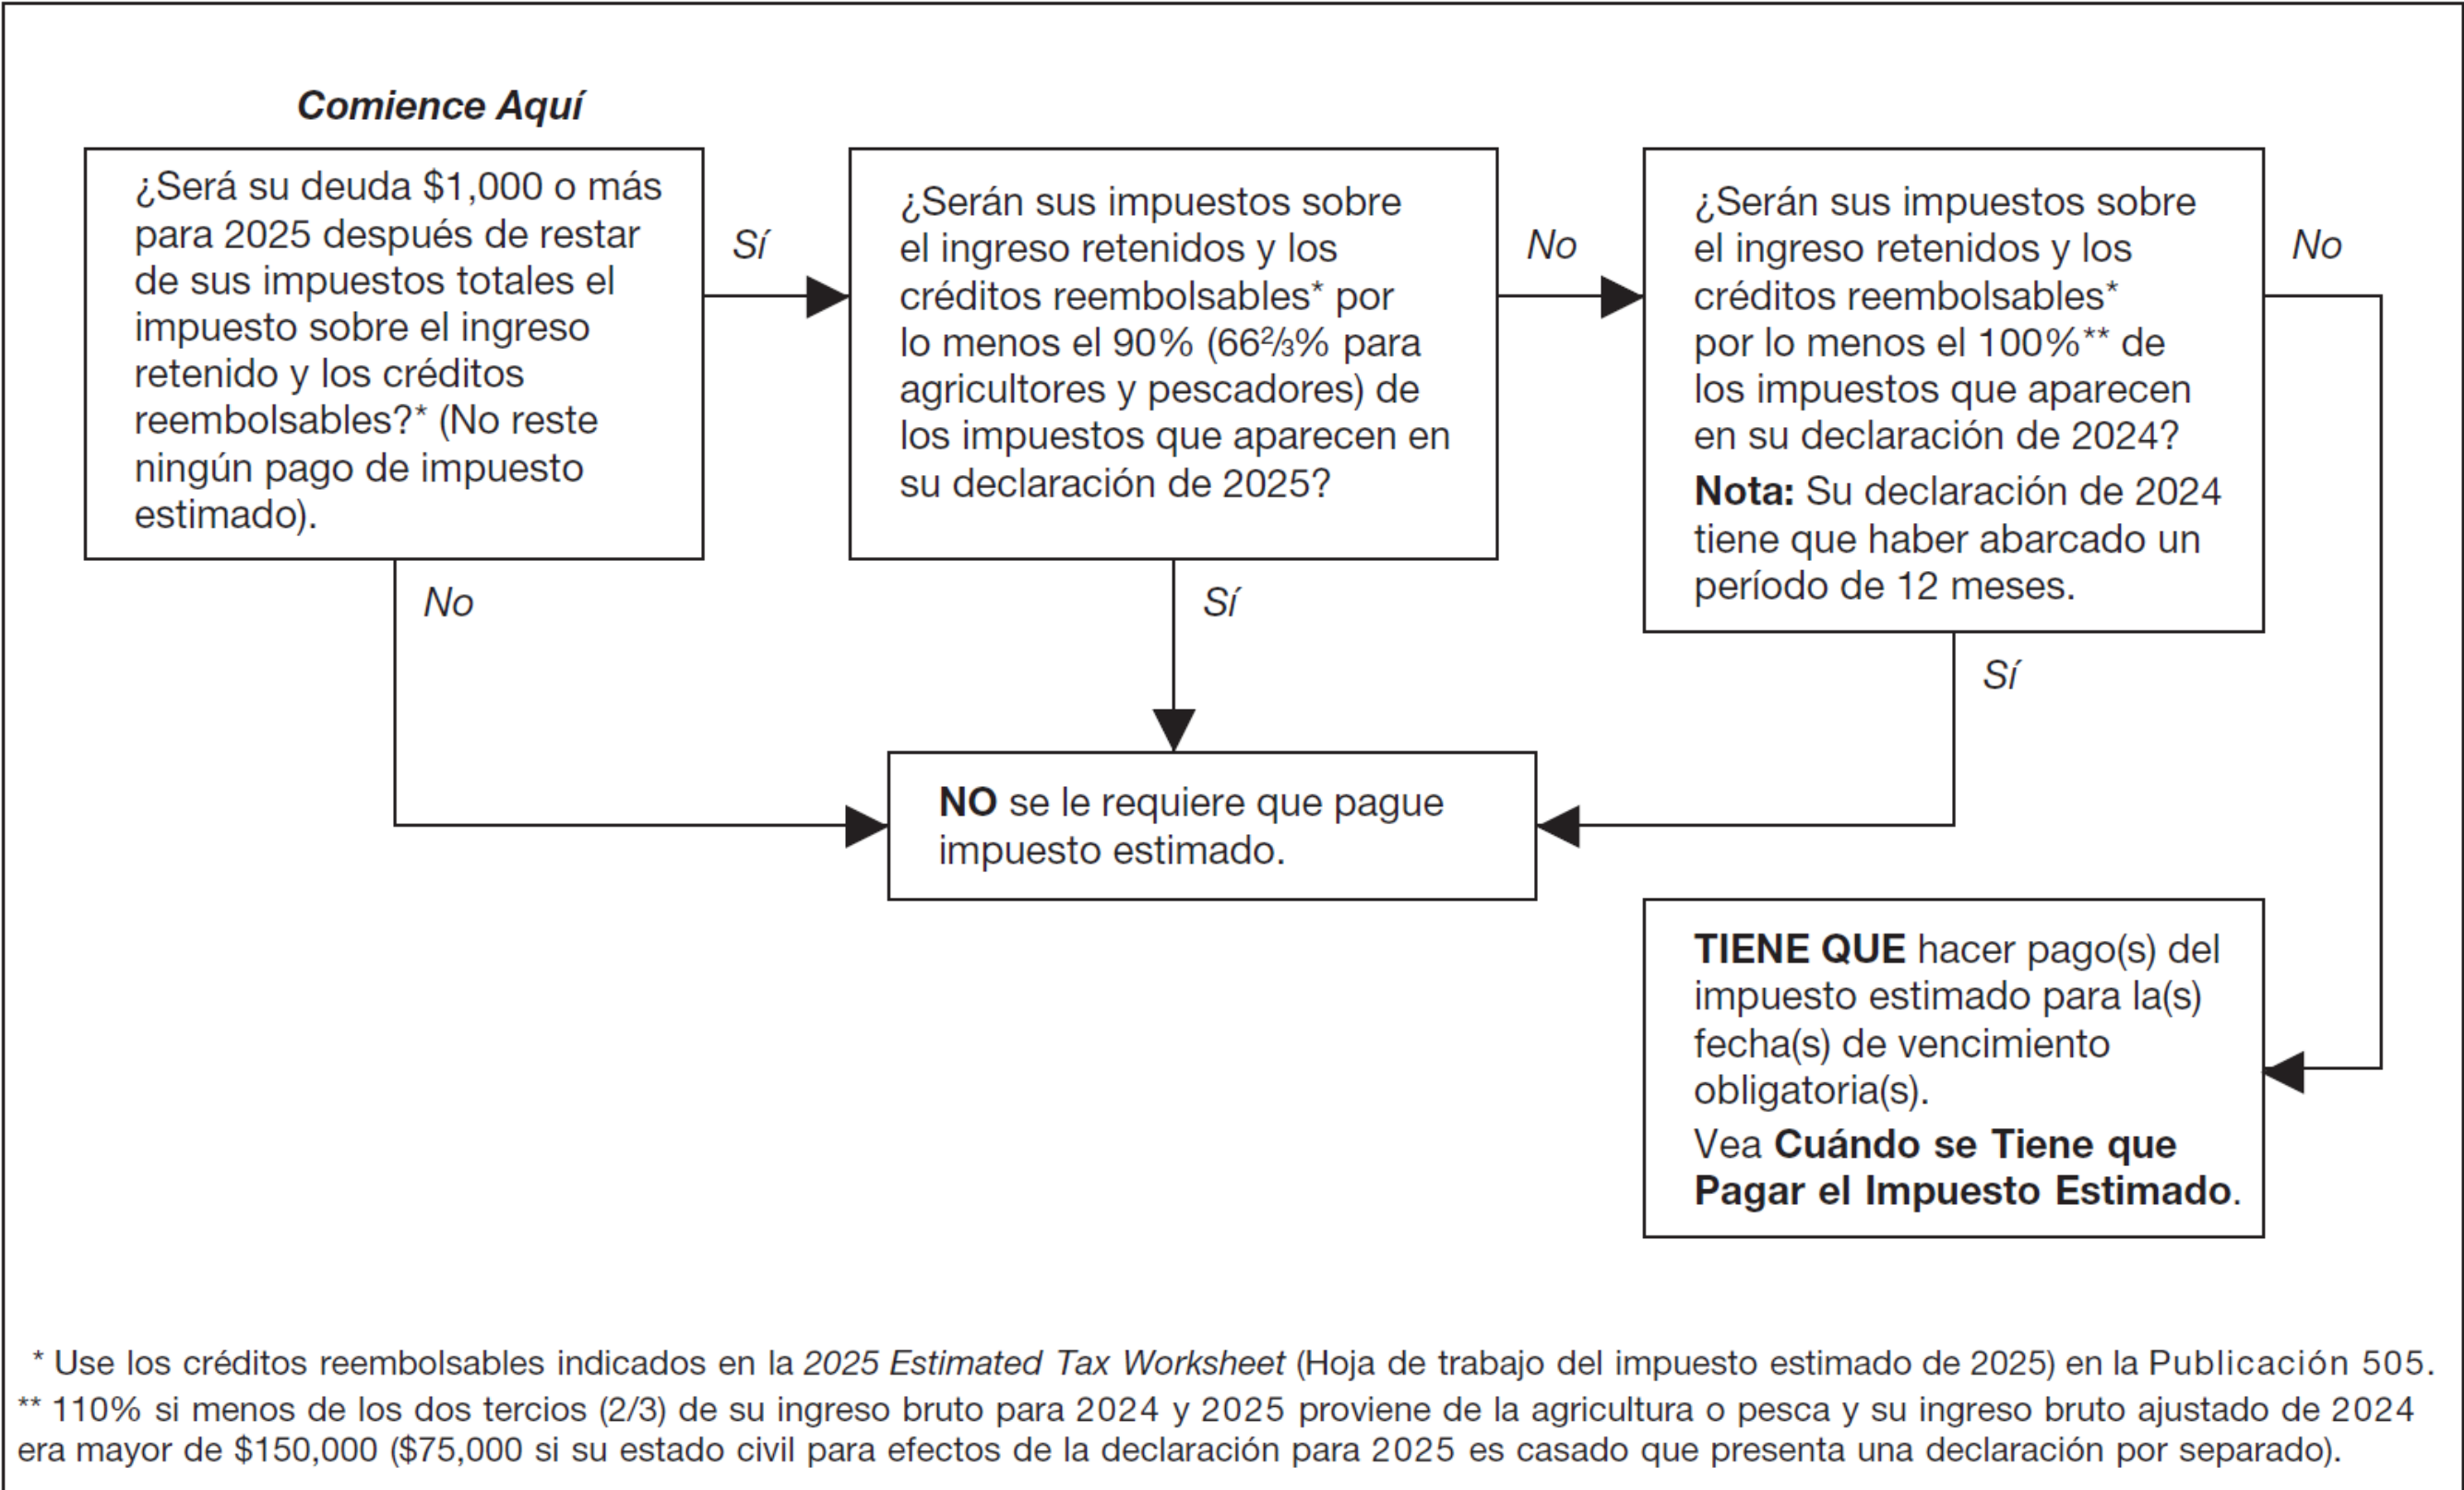 Comience Aquí
¿Será su deuda $1,000 o más
para 2025 después de restar
de sus impuestos totales el
impuesto sobre el ingreso
retenido y los créditos
reembolsables?* (No reste
ningún pago de impuesto
estimado).
Sí
No
¿Serán sus impuestos sobre
el ingreso retenidos y los
créditos reembolsables* por
lo menos el 90% (66⅔% para
agricultores y pescadores) de
los impuestos que aparecen en
su declaración de 2025?
No
Sí
¿Serán sus impuestos sobre
el ingreso retenidos y los
créditos reembolsables*
por lo menos el 100%** de
los impuestos que aparecen
en su declaración de 2024?
Nota: Su declaración de 2024
tiene que haber abarcado un
período de 12 meses.
No
Sí
NO se le requiere que pague
impuesto estimado.
TIENE QUE hacer pago(s) del
impuesto estimado para la(s)
fecha(s) de vencimiento
obligatoria(s).
Vea Cuándo se Tiene que
Pagar el Impuesto Estimado.
* Use los créditos reembolsables indicados en la 2025 Estimated Tax Worksheet (Hoja de trabajo del impuesto estimado de 2025) en la Publicación 505.
** 110% si menos de los dos tercios (2/3) de su ingreso bruto para 2024 y 2025 proviene de la agricultura o pesca y su ingreso bruto ajustado de 2024
era mayor de $150,000 ($75,000 si su estado civil para efectos de la declaración para 2025 es casado que presenta una declaración por separado).